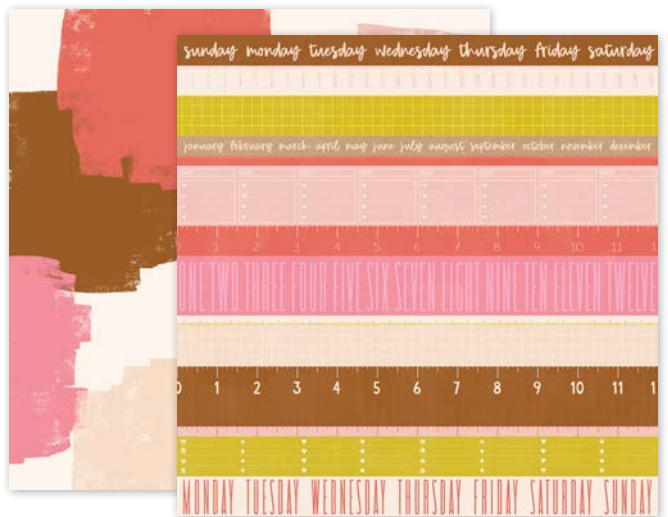 sunday monday tuesday wednesday thursday friday saturday
january february march april may june july august september october november december
0 1 2 3 4 5 6 7 8 9 10 11 1
ONE TWO THREE FOUR FIVE SIX SEVEN EIGHT NINE TEN ELEVEN TWELVE
0 1 2 3 4 5 6 7 8 9 10 11 1
MONDAY TUESDAY WEDNESDAY THURSDAY FRIDAY SATURDAY SUNDAY